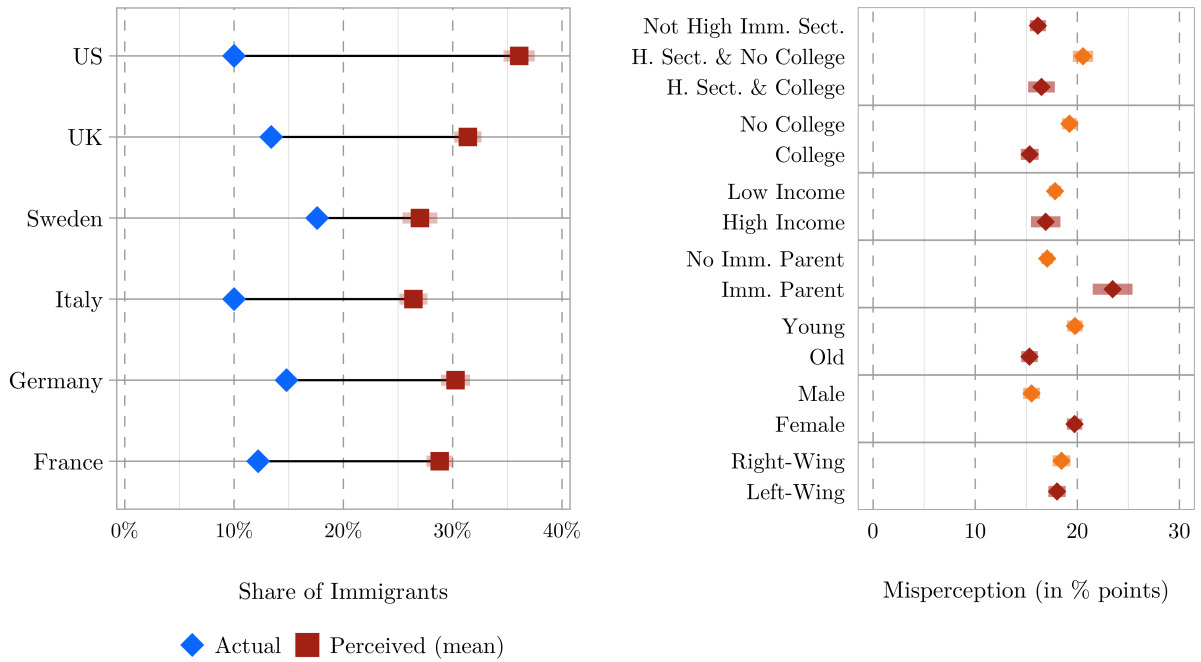 US
UK
Sweden
Italy
Germany
France
0% 10% 20% 30% 40%
Share of Immigrants
Actual Perceived (mean)
Not High Imm. Sect.
H. Sect. & No College
H. Sect. & College
No College
College
Low Income
High Income
No Imm. Parent
Imm. Parent
Young
Old
Male
Female
Right-Wing
Left-Wing
0 10 20 30
Misperception (in % points)